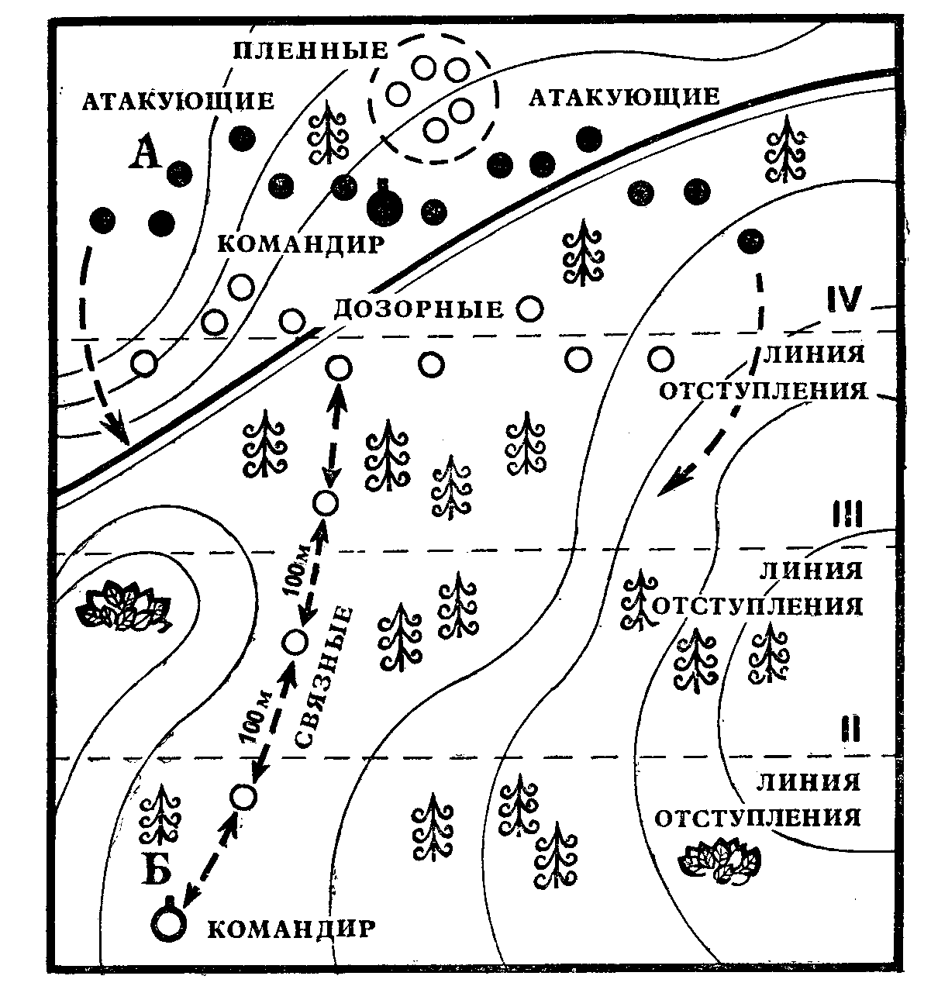 ПЛЕННЫЕ
АТАКУЮЩИЕ
АТАКУЮЩИЕ
А
КОМАНДИР
ДОЗОРНЫЕ
IV
ЛИНИЯ
ОТСТУПЛЕНИЯ
III
ЛИНИЯ
ОТСТУПЛЕНИЯ
100м
СВЯЗНЫЕ
100м
II
ЛИНИЯ
ОТСТУПЛЕНИЯ
Б
КОМАНДИР